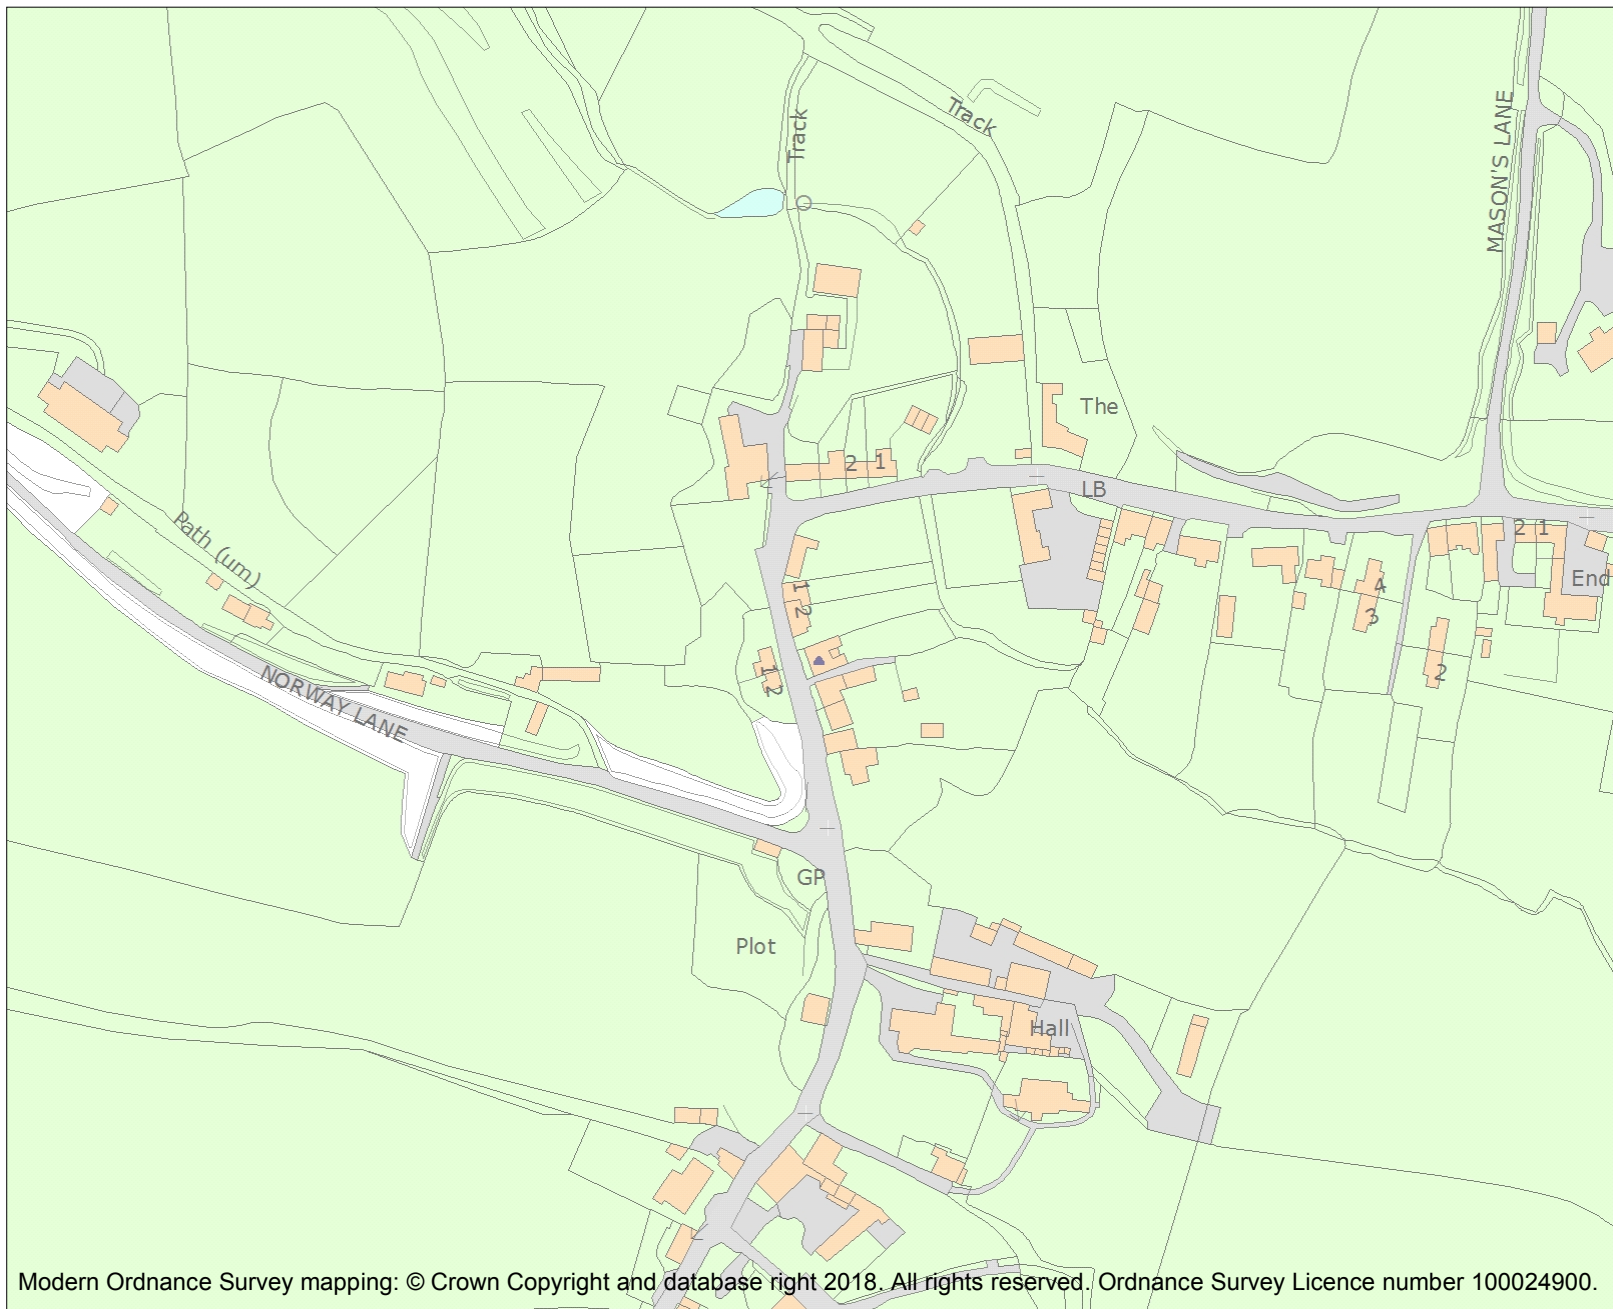 Track
Track
MASON'S LANE
The
2 1
LB
2 1
End
Path (um)
1
2
4
3
1
2
2
NORWAY LANE
GP
Plot
Hall
Modern Ordnance Survey mapping: © Crown Copyright and database right 2018. All rights reserved. Ordnance Survey Licence number 100024900.